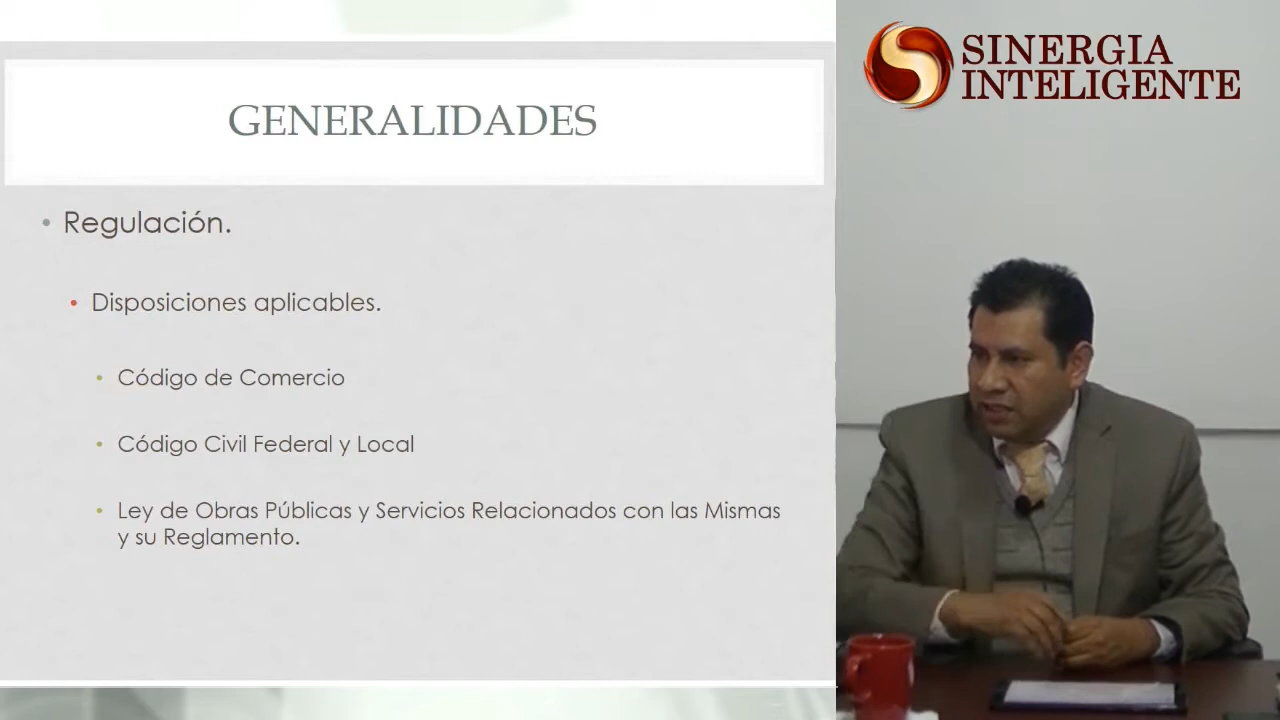 GENERALIDADES
• Regulación.
• Disposiciones aplicables.
• Código de Comercio
• Código Civil Federal y Local
• Ley de Obras Públicas y Servicios Relacionados con las Mismas
y su Reglamento.
SINERGIA
INTELIGENTE